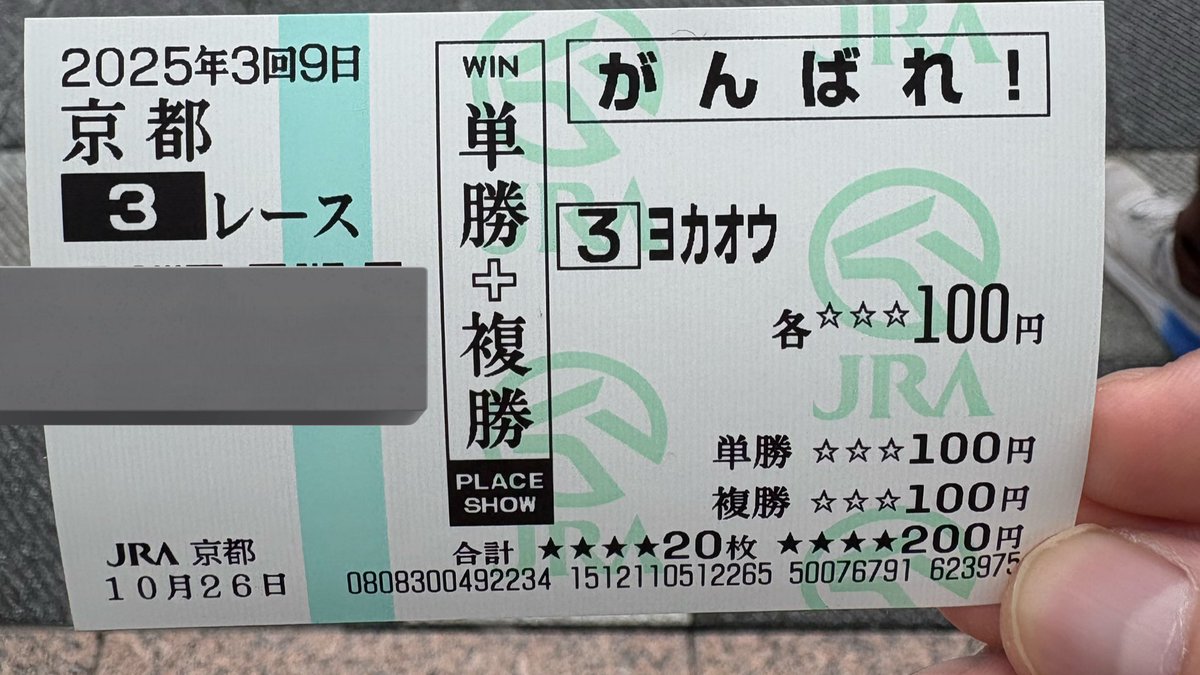 2025年3回9日
京都
3レース
WIN
単勝+複勝
PLACE
SHOW
がんばれ!
3 ヨカオウ
各☆☆☆100円
単勝 ☆☆☆100円
複勝 ☆☆☆100円
合計 ★★★★20枚 ★★★★200円
JRA 京都
10月26日
0808300492234 1512110512265 50076791 623975
JRA
JRA
JRA
JRA